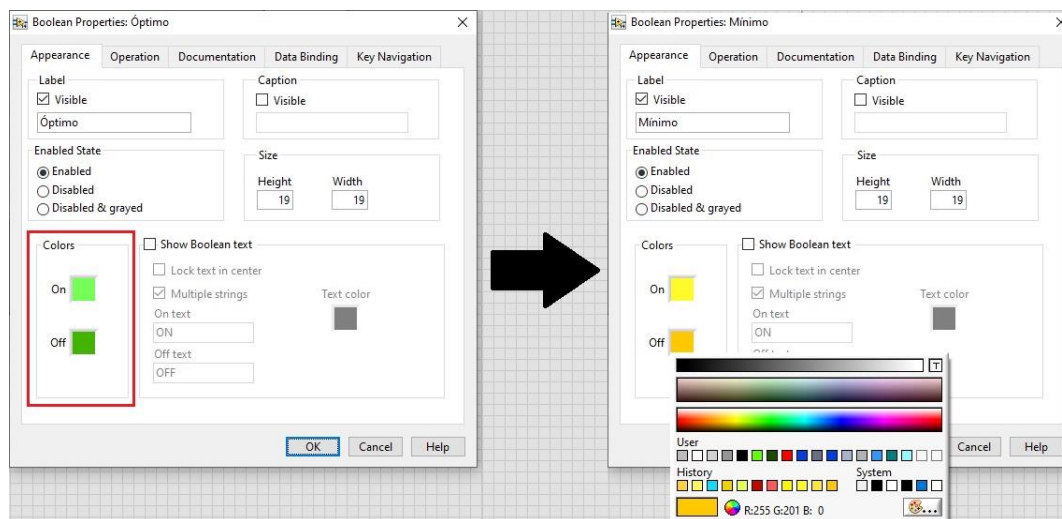 Boolean Properties: Óptimo
Appearance Operation Documentation Data Binding Key Navigation
Label
Visible
Óptimo
Caption
Visible
Enabled State
Enabled
Disabled
Disabled & grayed
Size
Height Width
19 19
Colors
On
Off
Show Boolean text
Lock text in center
Multiple strings
On text
ON
Off text
OFF
Text color
OK Cancel Help
Boolean Properties: Mínimo
Appearance Operation Documentation Data Binding Key Navigation
Label
Visible
Mínimo
Caption
Visible
Enabled State
Enabled
Disabled
Disabled & grayed
Size
Height Width
19 19
Colors
On
Off
Show Boolean text
Lock text in center
Multiple strings
On text
ON
Text color
T
User
History System
R:255 G:201 B: 0
...
Cancel Help